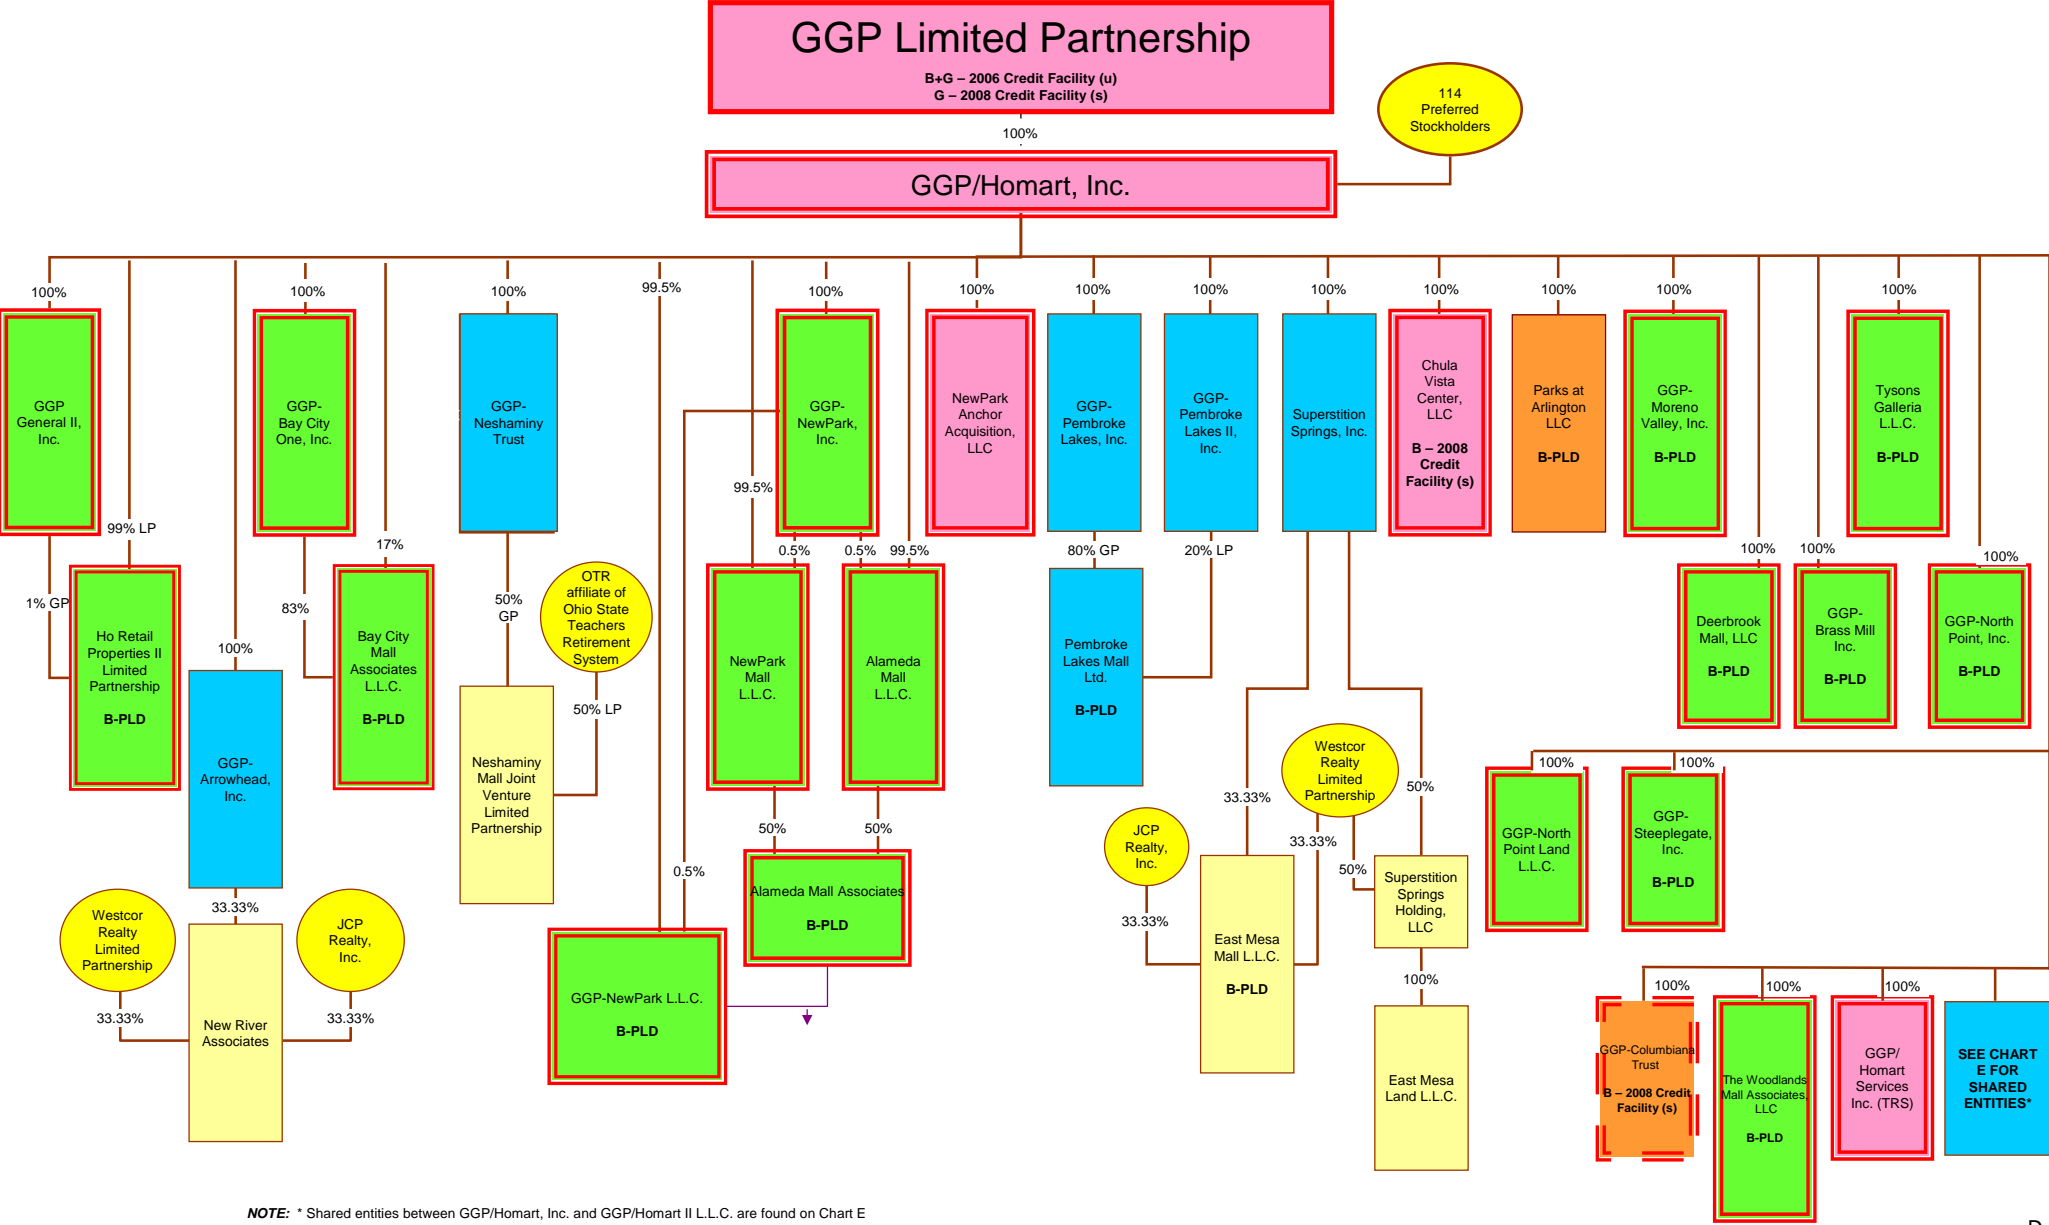 GGP Limited Partnership
B+G – 2006 Credit Facility (u)
G – 2008 Credit Facility (s)
114
Preferred
Stockholders
100%
GGP/Homart, Inc.
100%
100%
100%
99.5%
100%
100%
100%
100%
100%
100%
100%
100%
100%
GGP
General II,
Inc.
GGP-
Bay City
One, Inc.
GGP-
Neshaminy
Trust
GGP-
NewPark,
Inc.
NewPark
Anchor
Acquisition,
LLC
GGP-
Pembroke
Lakes, Inc.
GGP-
Pembroke
Lakes II,
Inc.
Superstition
Springs, Inc.
Chula
Vista
Center,
LLC
B – 2008
Credit
Facility (s)
Parks at
Arlington
LLC
B-PLD
GGP-
Moreno
Valley, Inc.
B-PLD
Tysons
Galleria
L.L.C.
B-PLD
99.5%
99% LP
17%
0.5%
0.5%
99.5%
80% GP
20% LP
100%
100%
100%
1% GP
83%
50%
GP
OTR
affiliate of
Ohio State
Teachers
Retirement
System
Ho Retail
Properties II
Limited
Partnership
B-PLD
100%
Bay City
Mall
Associates
L.L.C.
B-PLD
NewPark
Mall
L.L.C.
Alameda
Mall
L.L.C.
Pembroke
Lakes Mall
Ltd.
B-PLD
Deerbrook
Mall, LLC
B-PLD
GGP-
Brass Mill
Inc.
B-PLD
GGP-North
Point, Inc.
B-PLD
50% LP
GGP-
Arrowhead,
Inc.
Neshaminy
Mall Joint
Venture
Limited
Partnership
Westcor
Realty
Limited
Partnership
33.33%
50%
100%
100%
50%
50%
JCP
Realty,
Inc.
33.33%
GGP-North
Point Land
L.L.C.
GGP-
Steeplegate,
Inc.
B-PLD
0.5%
50%
Alameda Mall Associates
B-PLD
Superstition
Springs
Holding,
LLC
33.33%
33.33%
Westcor
Realty
Limited
Partnership
JCP
Realty,
Inc.
East Mesa
Mall L.L.C.
B-PLD
100%
100%
100%
100%
GGP-NewPark L.L.C.
B-PLD
33.33%
33.33%
New River
Associates
East Mesa
Land L.L.C.
GGP-Columbiana
Trust
B – 2008 Credit
Facility (s)
The Woodlands
Mall Associates,
LLC
B-PLD
GGP/
Homart
Services
Inc. (TRS)
SEE CHART
E FOR
SHARED
ENTITIES*
NOTE: * Shared entities between GGP/Homart, Inc. and GGP/Homart II L.L.C. are found on Chart E